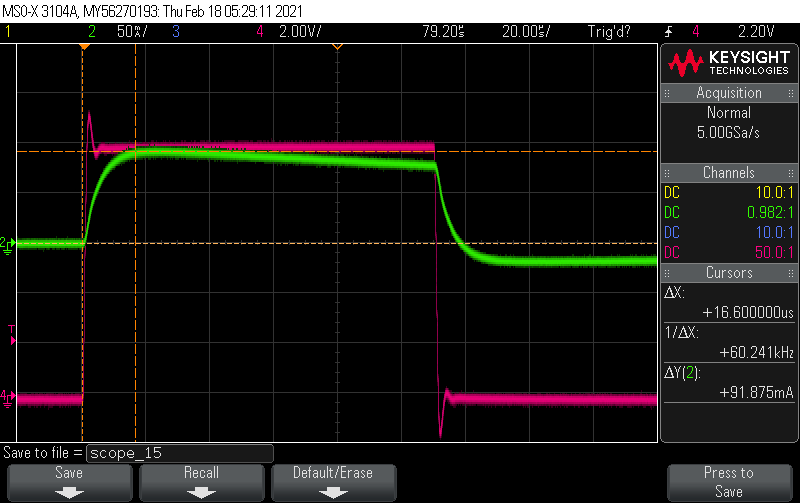 MSO-X 3104A, MY56270193: Thu Feb 18 05:29:11 2021
1 2 50%/ 3 4 2.00V/ 79.20s 20.00s/ Trig'd? 4 2.20V
KEYSIGHT
TECHNOLOGIES
Acquisition
Normal
5.00GSa/s
Channels
DC 10.0:1
DC 0.982:1
DC 10.0:1
DC 50.0:1
Cursors
ΔX:
+16.600000us
1/ΔX:
+60.241kHz
ΔY(2):
+91.875mA
2
T
4
Save to file = scope_15
Save Recall Default/Erase Press to
Save